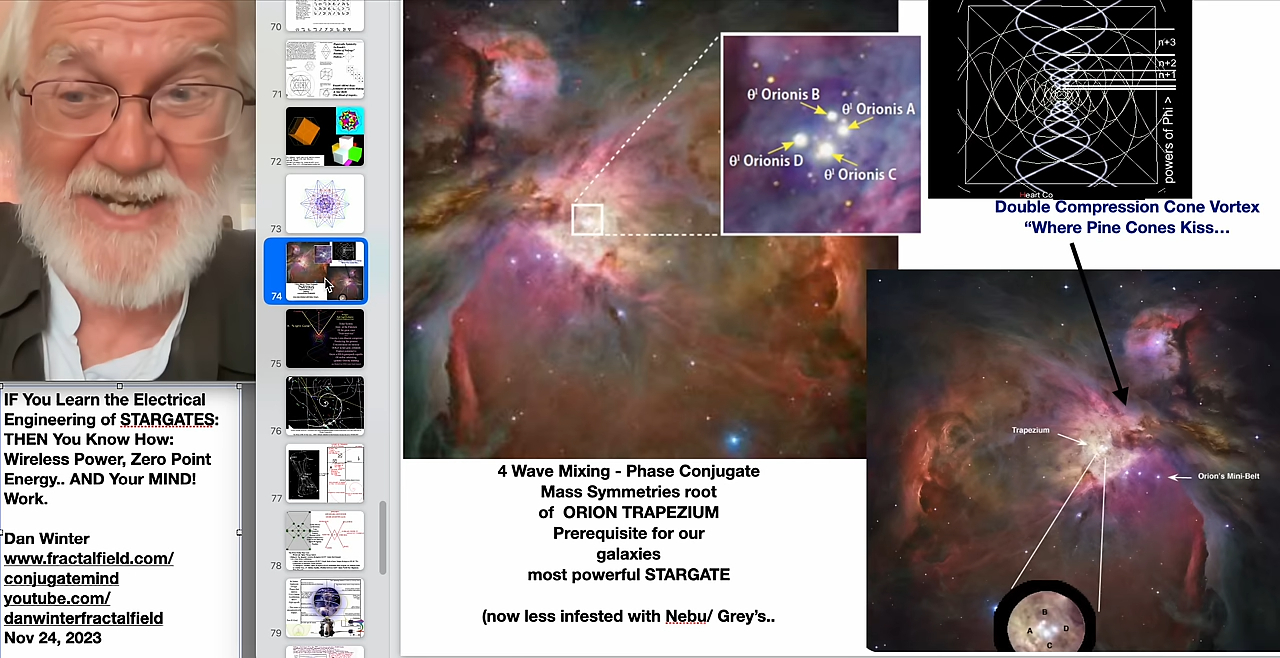 IF You Learn the Electrical
Engineering of STARGATES:
THEN You Know How:
Wireless Power, Zero Point
Energy.. AND Your MIND!
Work.
Dan Winter
www.fractalfield.com/
conjugatemind
youtube.com/
danwinterfractalfield
Nov 24, 2023
70
71
72
73
74
75
76
77
78
79
θ¹ Orionis B
θ¹ Orionis A
θ¹ Orionis D
θ¹ Orionis C
n+3
n+2
n+1
powers of Phi >
Heart Co
Double Compression Cone Vortex
“Where Pine Cones Kiss…
4 Wave Mixing - Phase Conjugate
Mass Symmetries root
of ORION TRAPEZIUM
Prerequisite for our
galaxies
most powerful STARGATE
(now less infested with Nebu/ Grey’s..
Trapezium
Orion's Mini-Belt
B
A
D
C